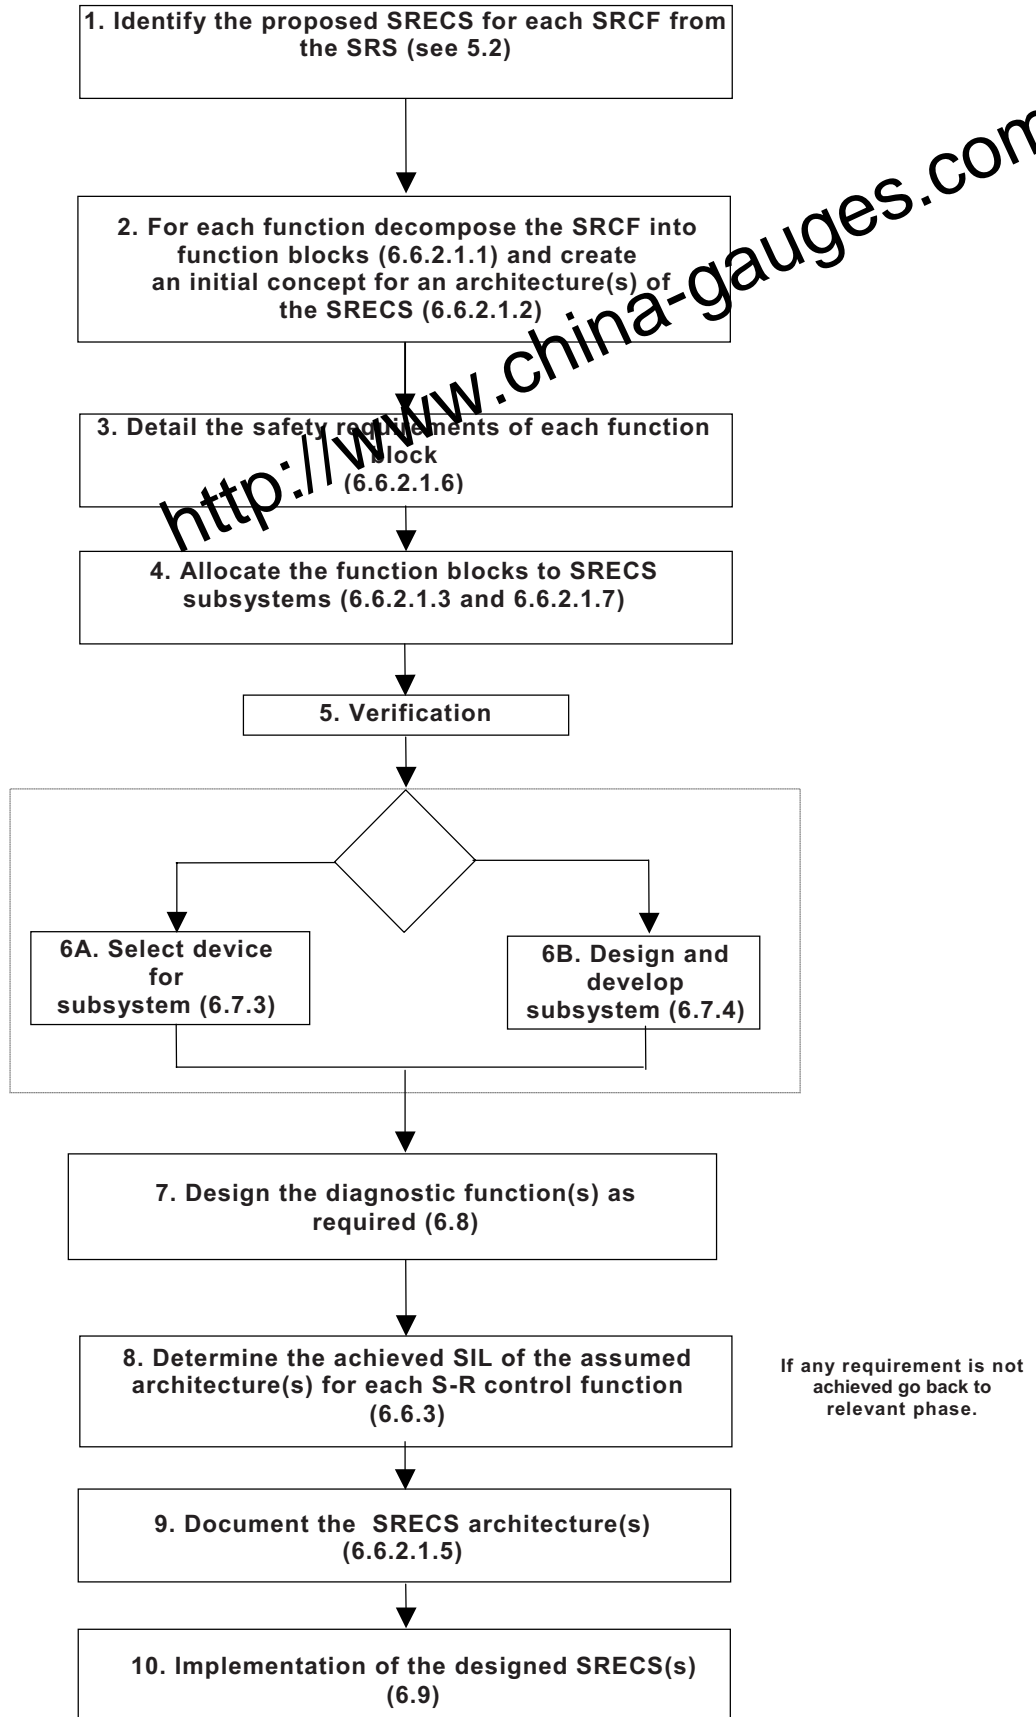 1. Identify the proposed SRECS for each SRCF from
the SRS (see 5.2)
2. For each function decompose the SRCF into
function blocks (6.6.2.1.1) and create
an initial concept for an architecture(s) of
the SRECS (6.6.2.1.2)
http://www.china-gauges.com
3. Detail the safety requirements of each function
block
(6.6.2.1.6)
4. Allocate the function blocks to SRECS
subsystems (6.6.2.1.3 and 6.6.2.1.7)
5. Verification
6A. Select device
for
subsystem (6.7.3)
6B. Design and
develop
subsystem (6.7.4)
7. Design the diagnostic function(s) as
required (6.8)
8. Determine the achieved SIL of the assumed
architecture(s) for each S-R control function
(6.6.3)
If any requirement is not
achieved go back to
relevant phase.
9. Document the SRECS architecture(s)
(6.6.2.1.5)
10. Implementation of the designed SRECS(s)
(6.9)